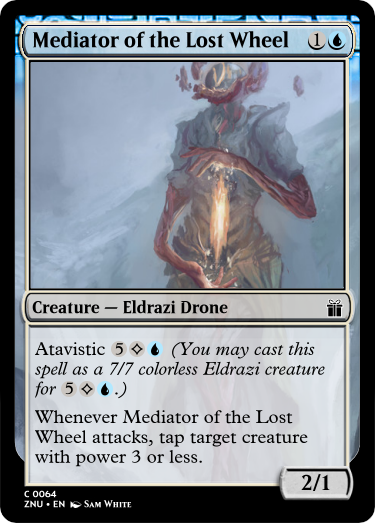 Mediator of the Lost Wheel 1
Creature — Eldrazi Drone
Atavistic 5 (You may cast this
spell as a 7/7 colorless Eldrazi creature
for 5 .)
Whenever Mediator of the Lost
Wheel attacks, tap target creature
with power 3 or less.
2/1
C 0064
ZNU • EN Sam White